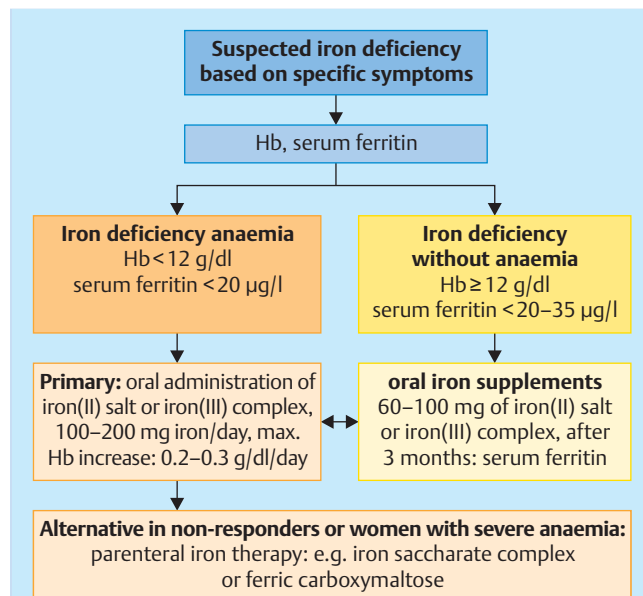 Suspected iron deficiency
based on specific symptoms
Hb, serum ferritin
Iron deficiency anaemia
Hb < 12 g/dl
serum ferritin < 20 µg/l
Iron deficiency
without anaemia
Hb ≥ 12 g/dl
serum ferritin < 20–35 µg/l
Primary: oral administration of
iron(II) salt or iron(III) complex,
100–200 mg iron/day, max.
Hb increase: 0.2–0.3 g/dl/day
oral iron supplements
60–100 mg of iron(II) salt
or iron(III) complex, after
3 months: serum ferritin
Alternative in non-responders or women with severe anaemia:
parenteral iron therapy: e.g. iron saccharate complex
or ferric carboxymaltose